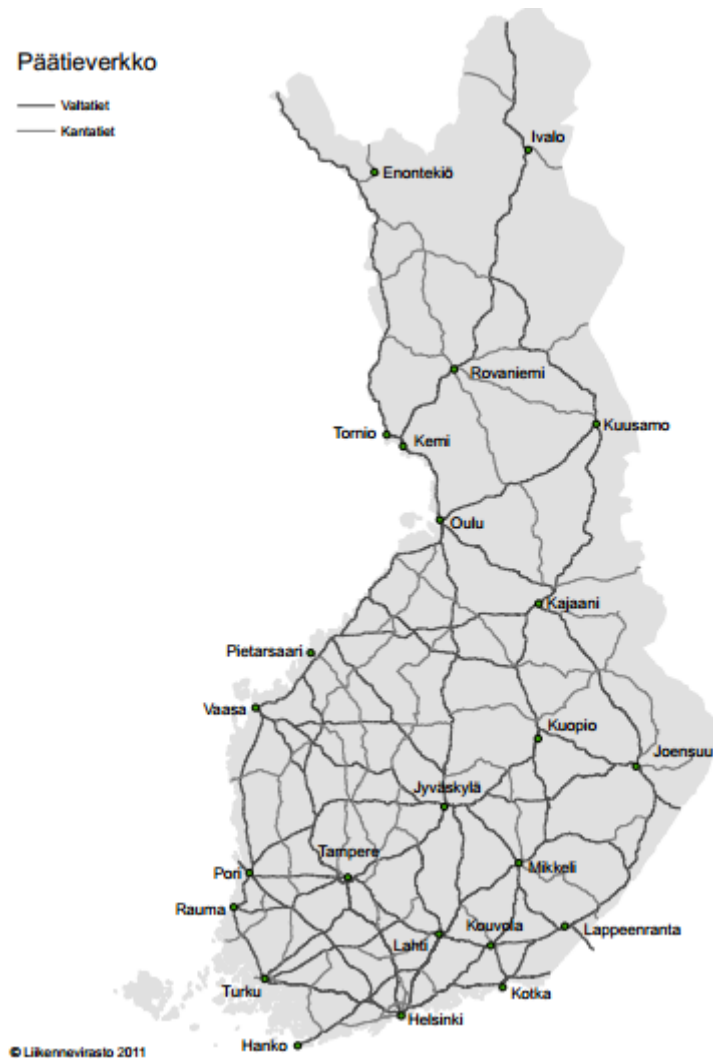 Päätieverkko
Valtatiet
Kantatiet
Ivalo
Enontekiö
Rovaniemi
Tornio
Kemi
Kuusamo
Oulu
Kajaani
Pietarsaari
Vaasa
Kuopio
Joensuu
Jyväskylä
Tampere
Pori
Mikkeli
Rauma
Kouvola
Lahti
Lappeenranta
Turku
Kotka
Helsinki
Hanko
© Liikennevirasto 2011